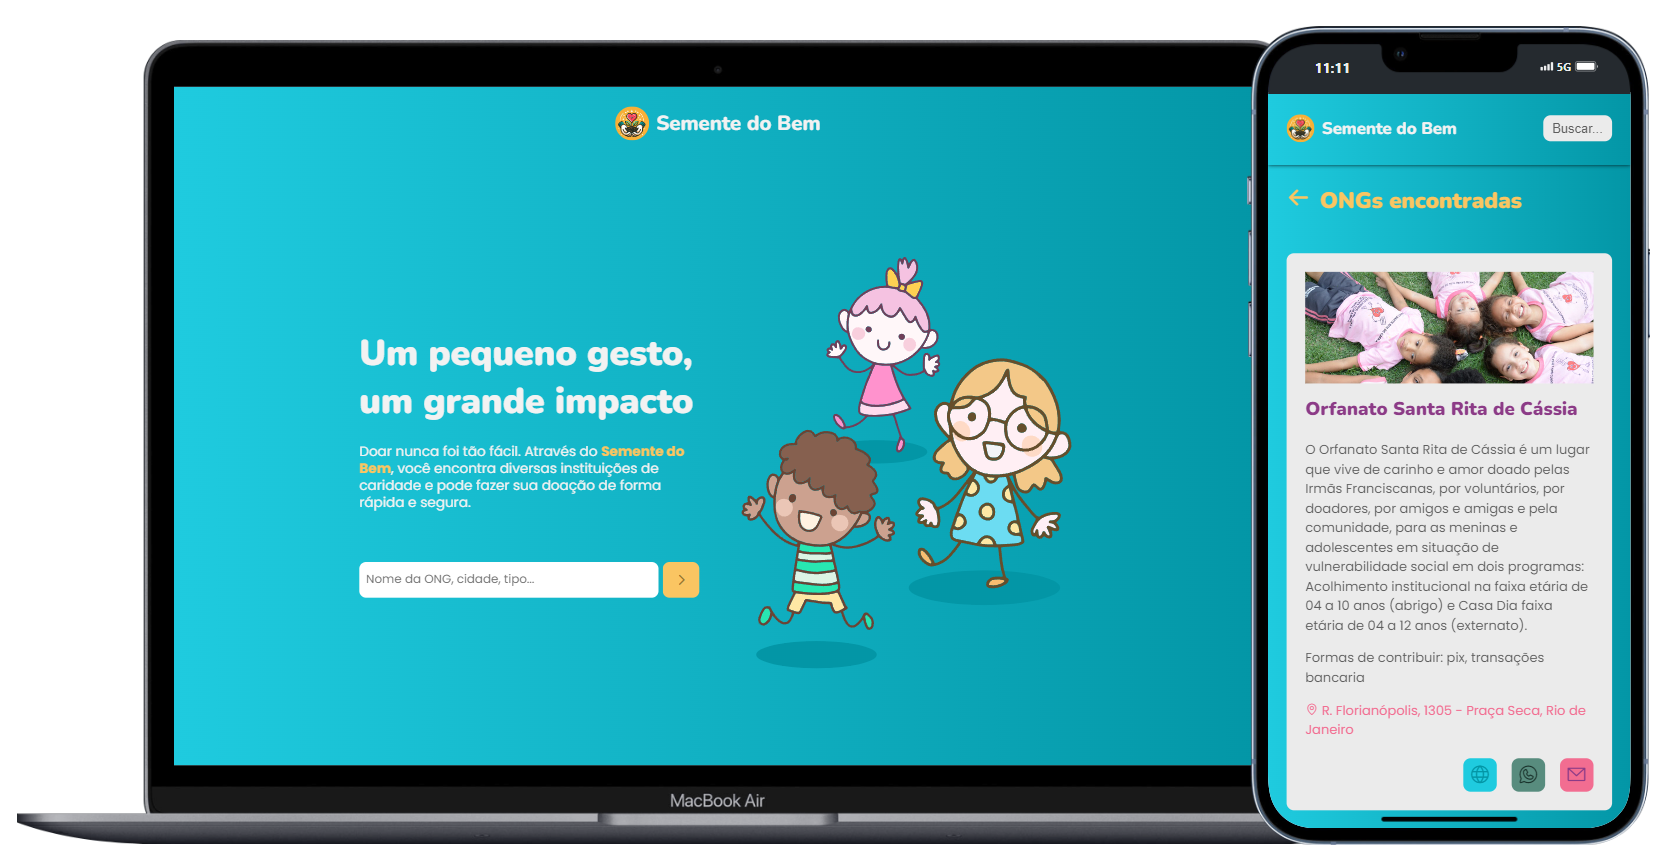 Semente do Bem
Um pequeno gesto,
um grande impacto
Doar nunca foi tão fácil. Através do Semente do
Bem, você encontra diversas instituições de
caridade e pode fazer sua doação de forma
rápida e segura.
Nome da ONG, cidade, tipo...
MacBook Air
11:11
5G
Semente do Bem
Buscar...
ONGs encontradas
Orfanato Santa Rita de Cássia
O Orfanato Santa Rita de Cássia é um lugar
que vive de carinho e amor doado pelas
Irmãs Franciscanas, por voluntários, por
doadores, por amigos e amigas e pela
comunidade, para as meninas e
adolescentes em situação de
vulnerabilidade social em dois programas:
Acolhimento institucional na faixa etária de
04 a 10 anos (abrigo) e Casa Dia faixa
etária de 04 a 12 anos (externato).
Formas de contribuir: pix, transações
bancaria
R. Florianópolis, 1305 - Praça Seca, Rio de
Janeiro